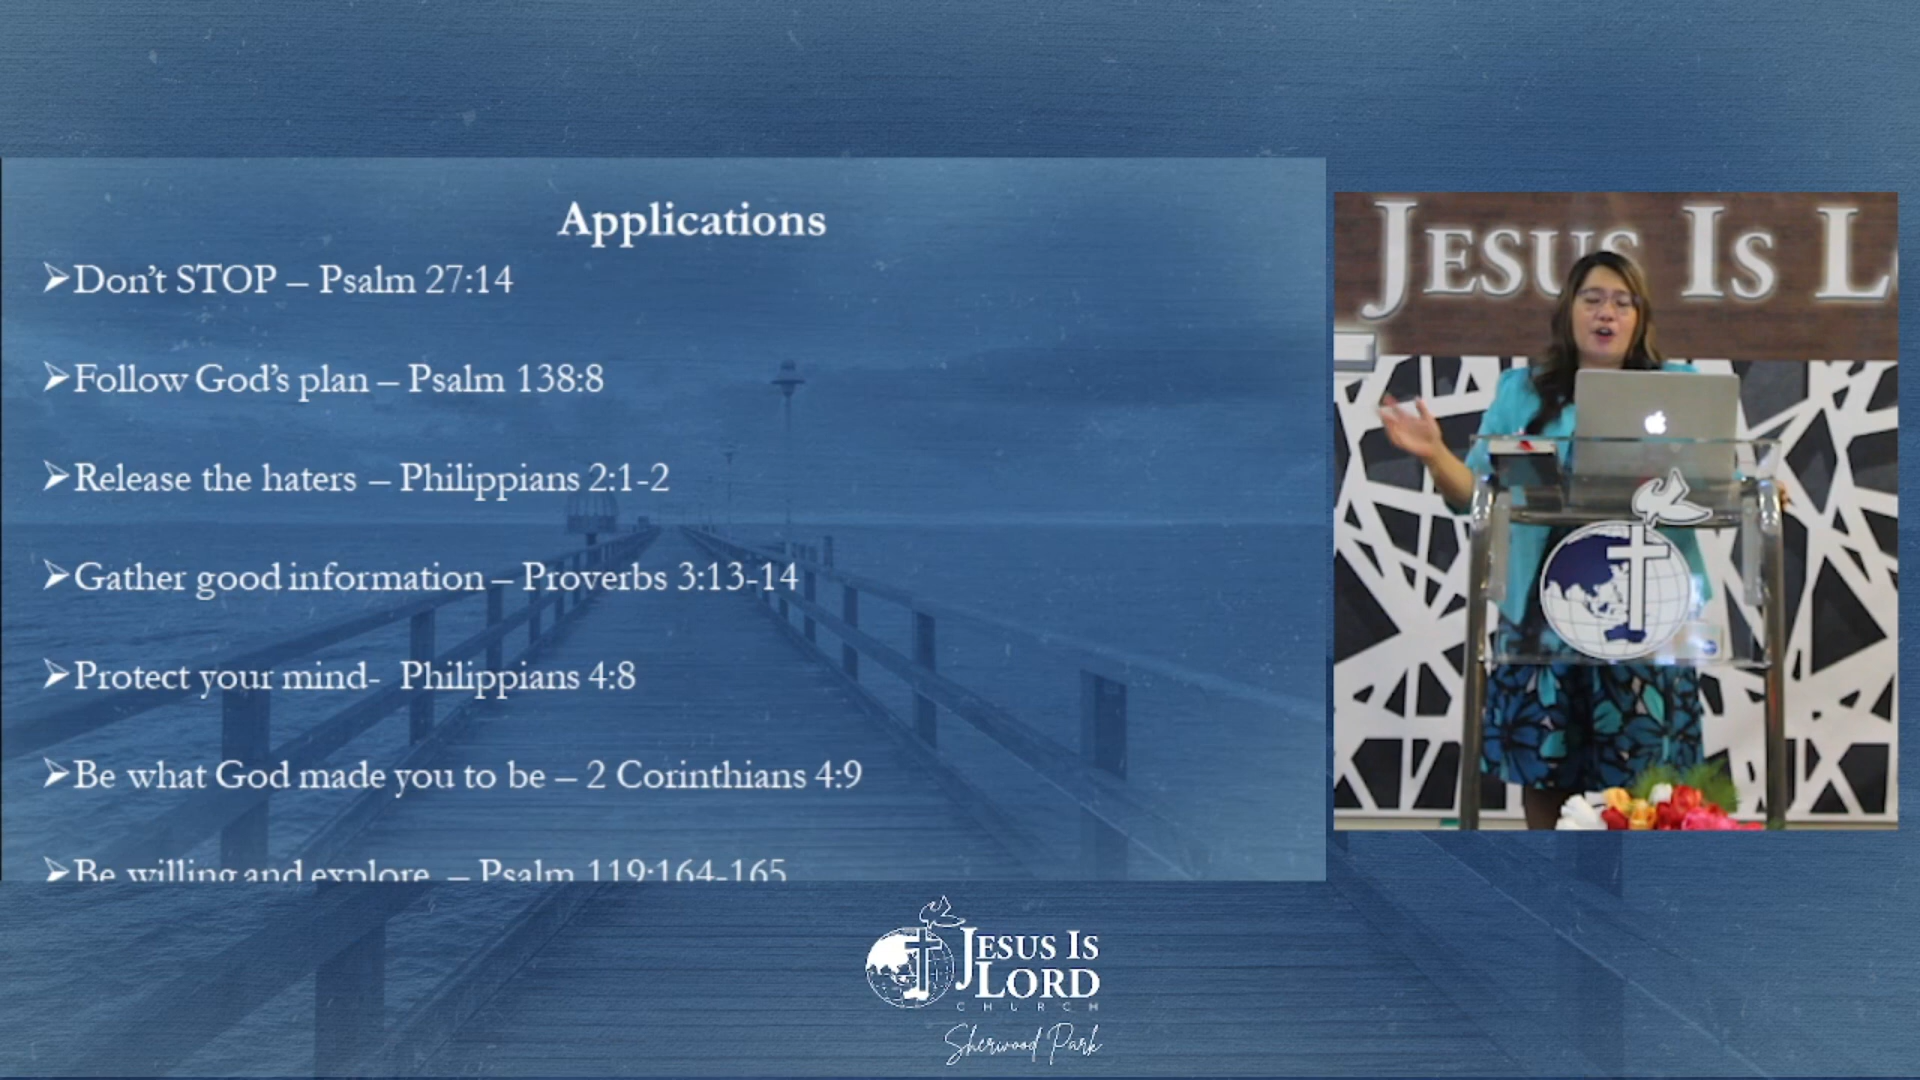 Applications
➢Don't STOP – Psalm 27:14
➢Follow God's plan – Psalm 138:8
➢Release the haters – Philippians 2:1-2
➢Gather good information – Proverbs 3:13-14
➢Protect your mind- Philippians 4:8
➢Be what God made you to be – 2 Corinthians 4:9
➢Be willing and explore – Psalm 119:164-165
JESUS IS L
JESUS IS
LORD
CHURCH
Sherwood Park